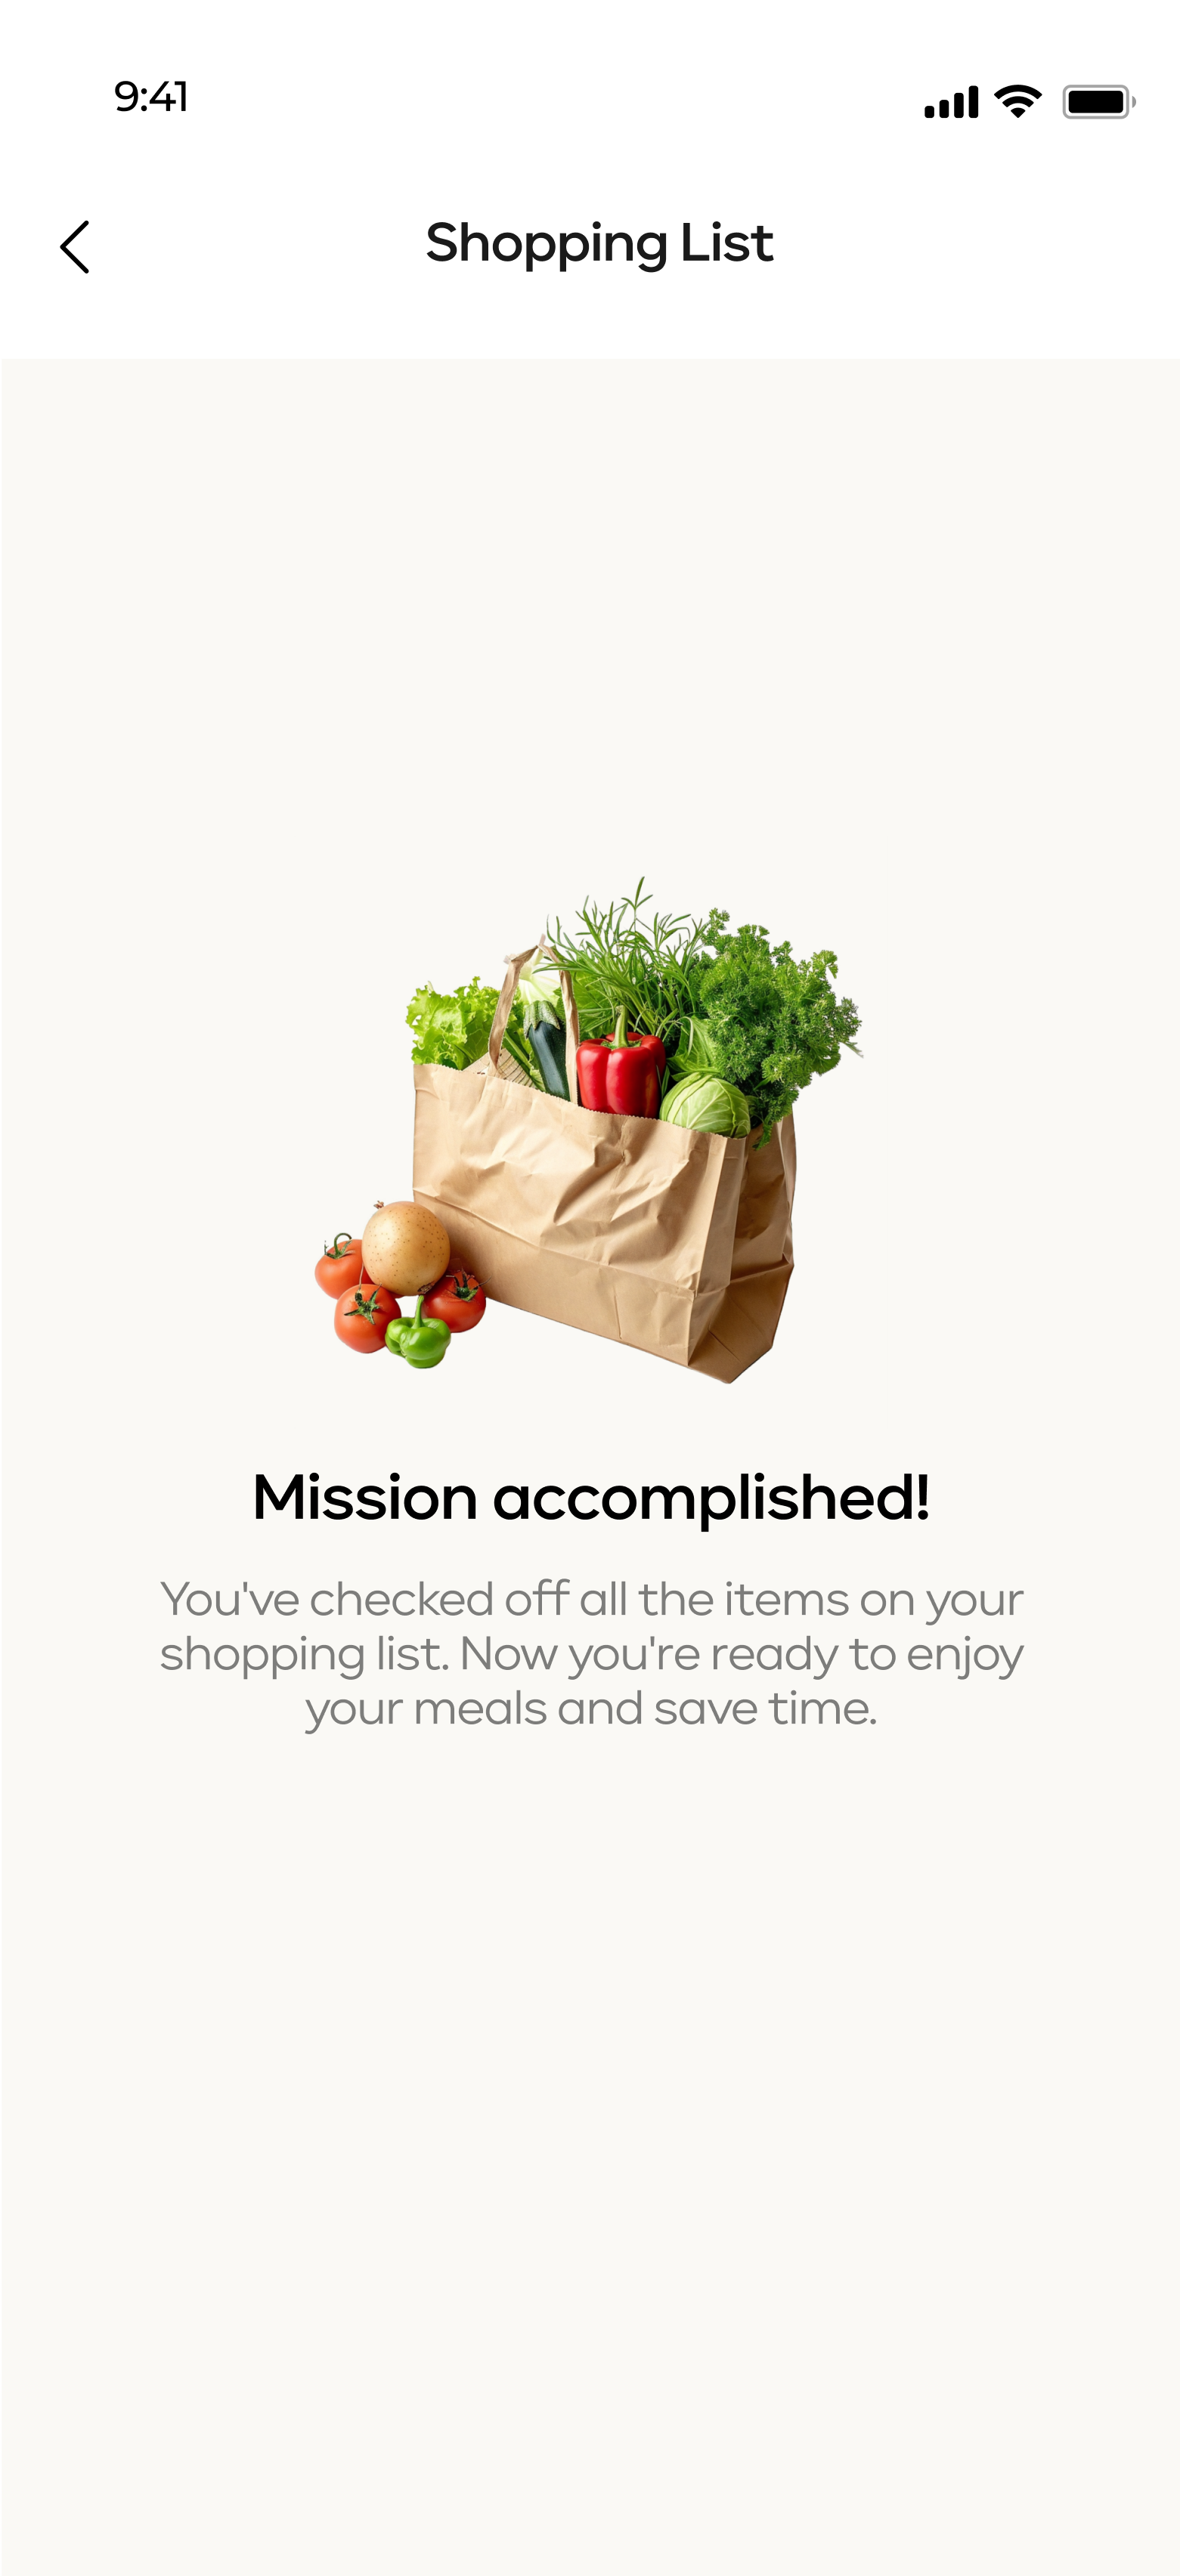 9:41
Shopping List
Mission accomplished!
You've checked off all the items on your
shopping list. Now you're ready to enjoy
your meals and save time.